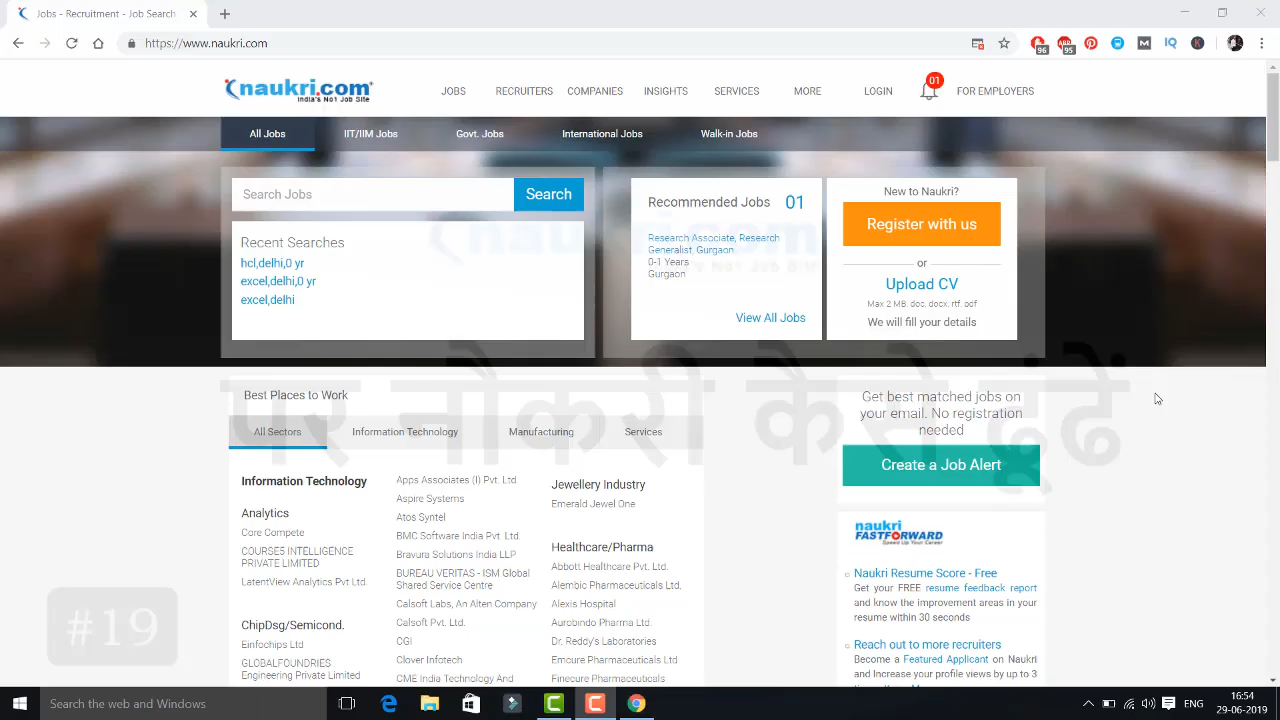 Jobs - Recruitment - Job Search
https://www.naukri.com
96
95
naukri.com
India's No1 Job Site
JOBS
RECRUITERS
COMPANIES
INSIGHTS
SERVICES
MORE
LOGIN
01
FOR EMPLOYERS
All Jobs
IIT/IIM Jobs
Govt. Jobs
International Jobs
Walk-in Jobs
Search Jobs
Search
Recent Searches
hcl,delhi,0 yr
excel,delhi,0 yr
excel,delhi
Recommended Jobs 01
Research Associate, Research
Generalist, Gurgaon
0-1 Years
Gurgaon
View All Jobs
New to Naukri?
Register with us
or
Upload CV
Max 2 MB. doc, docx, rtf, pdf
We will fill your details
पर नौकरी कैसे ढूंढे
Best Places to Work
All Sectors
Information Technology
Manufacturing
Services
Information Technology
Analytics
Core Compete
COURSE5 INTELLIGENCE
PRIVATE LIMITED
LatentView Analytics Pvt Ltd.
ChipDsg/Semicond.
Einfochips Ltd
GLOBALFOUNDRIES
Engineering Private Limited
Apps Associates (I) Pvt. Ltd.
Aspire Systems
Atos Syntel
BMC Software India Pvt. Ltd.
Bravura Solutions India LLP
BUREAU VERITAS - ISM Global
Shared Service Centre
Calsoft Labs, An Alten Company
Calsoft Pvt. Ltd.
CGI
Clover Infotech
CME India Technology And
Jewellery Industry
Emerald Jewel One
Healthcare/Pharma
Abbott Healthcare Pvt. Ltd.
Alembic Pharmaceuticals Ltd.
Alexis Hospital
Aurobindo Pharma Ltd.
Dr. Reddy's Laboratories
Emcure Pharmaceuticals Ltd.
Get best matched jobs on
your email. No registration
needed
Create a Job Alert
naukri
FASTFORWARD
Speed Up Your Career
Naukri Resume Score - Free
Get your FREE resume feedback report
and know the improvement areas in your
resume within 30 seconds
Reach out to more recruiters
Become a Featured Applicant on Naukri
and Increase your profile views by up to 3
#19
Search the web and Windows
ENG
16:54
29-06-2019